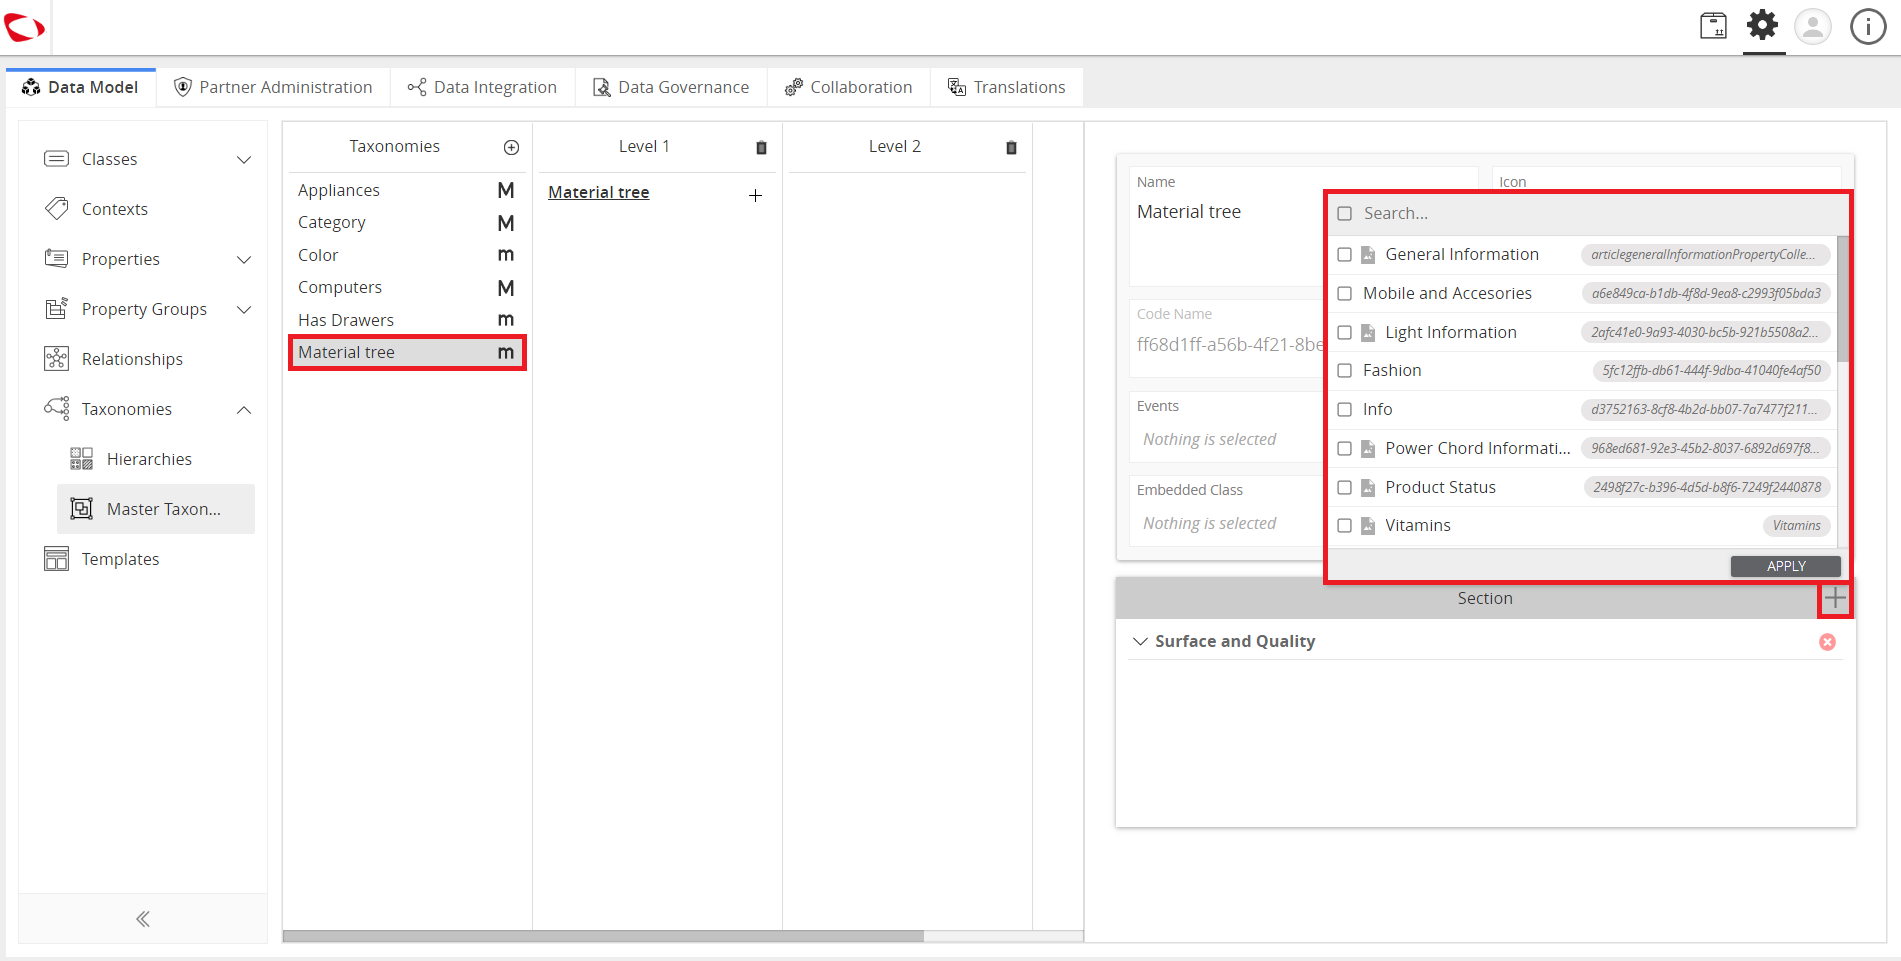 Data Model
Partner Administration
Data Integration
Data Governance
Collaboration
Translations
Classes
Contexts
Properties
Property Groups
Relationships
Taxonomies
Hierarchies
Master Taxon...
Templates
Taxonomies
Appliances M
Category M
Color m
Computers M
Has Drawers m
Material tree m
Level 1
Material tree
Level 2
Name
Material tree
Icon
Code Name
ff68d1ff-a56b-4f21-8be
Events
Nothing is selected
Embedded Class
Nothing is selected
Search...
General Information articlegeneralInformationPropertyColle...
Mobile and Accesories a6e849ca-b1db-4f8d-9ea8-c2993f05bda3
Light Information 2afc41e0-9a93-4030-bc5b-921b5508a2...
Fashion 5fc12ffb-db61-444f-9dba-41040fe4af50
Info d3752163-8cf8-4b2d-bb07-7a7477f211...
Power Chord Informati... 968ed681-92e3-45b2-8037-6892d697f8...
Product Status 2498f27c-b396-4d5d-b8f6-7249f2440878
Vitamins Vitamins
APPLY
Section
Surface and Quality